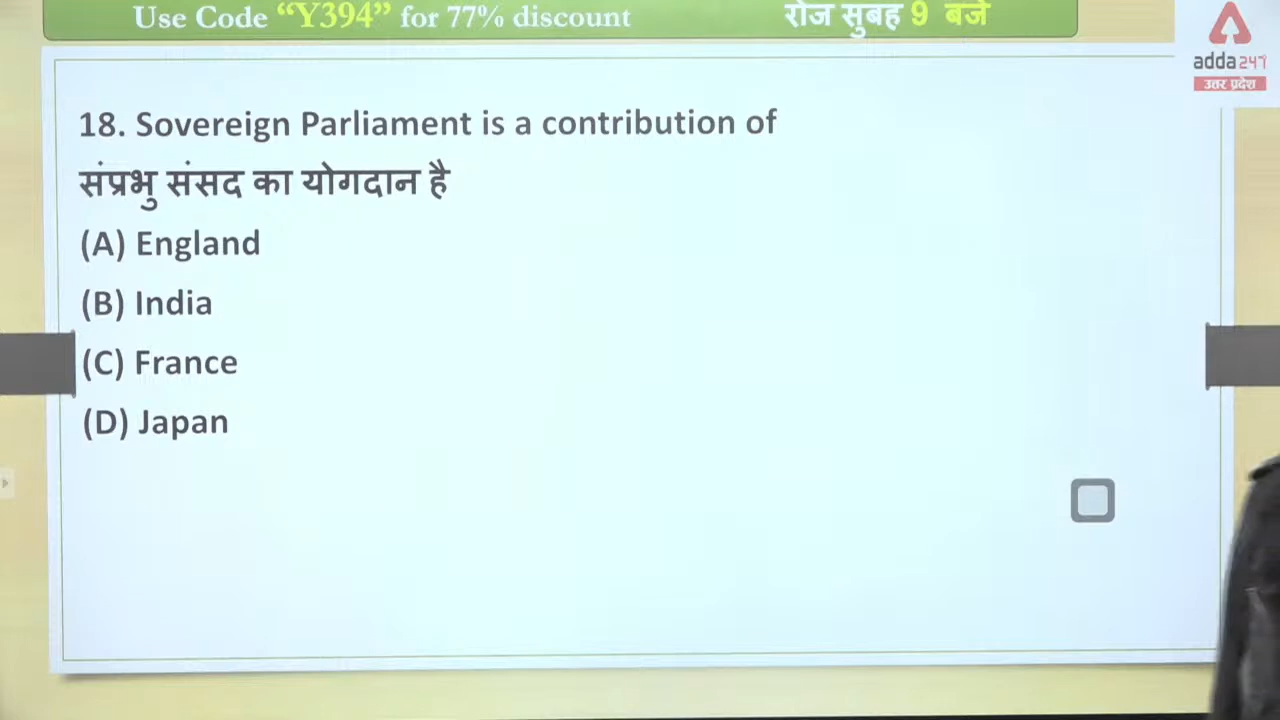 Use Code “Y394” for 77% discount
रोज सुबह 9 बजे
adda247
उत्तर प्रदेश
18. Sovereign Parliament is a contribution of
संप्रभु संसद का योगदान है
(A) England
(B) India
(C) France
(D) Japan